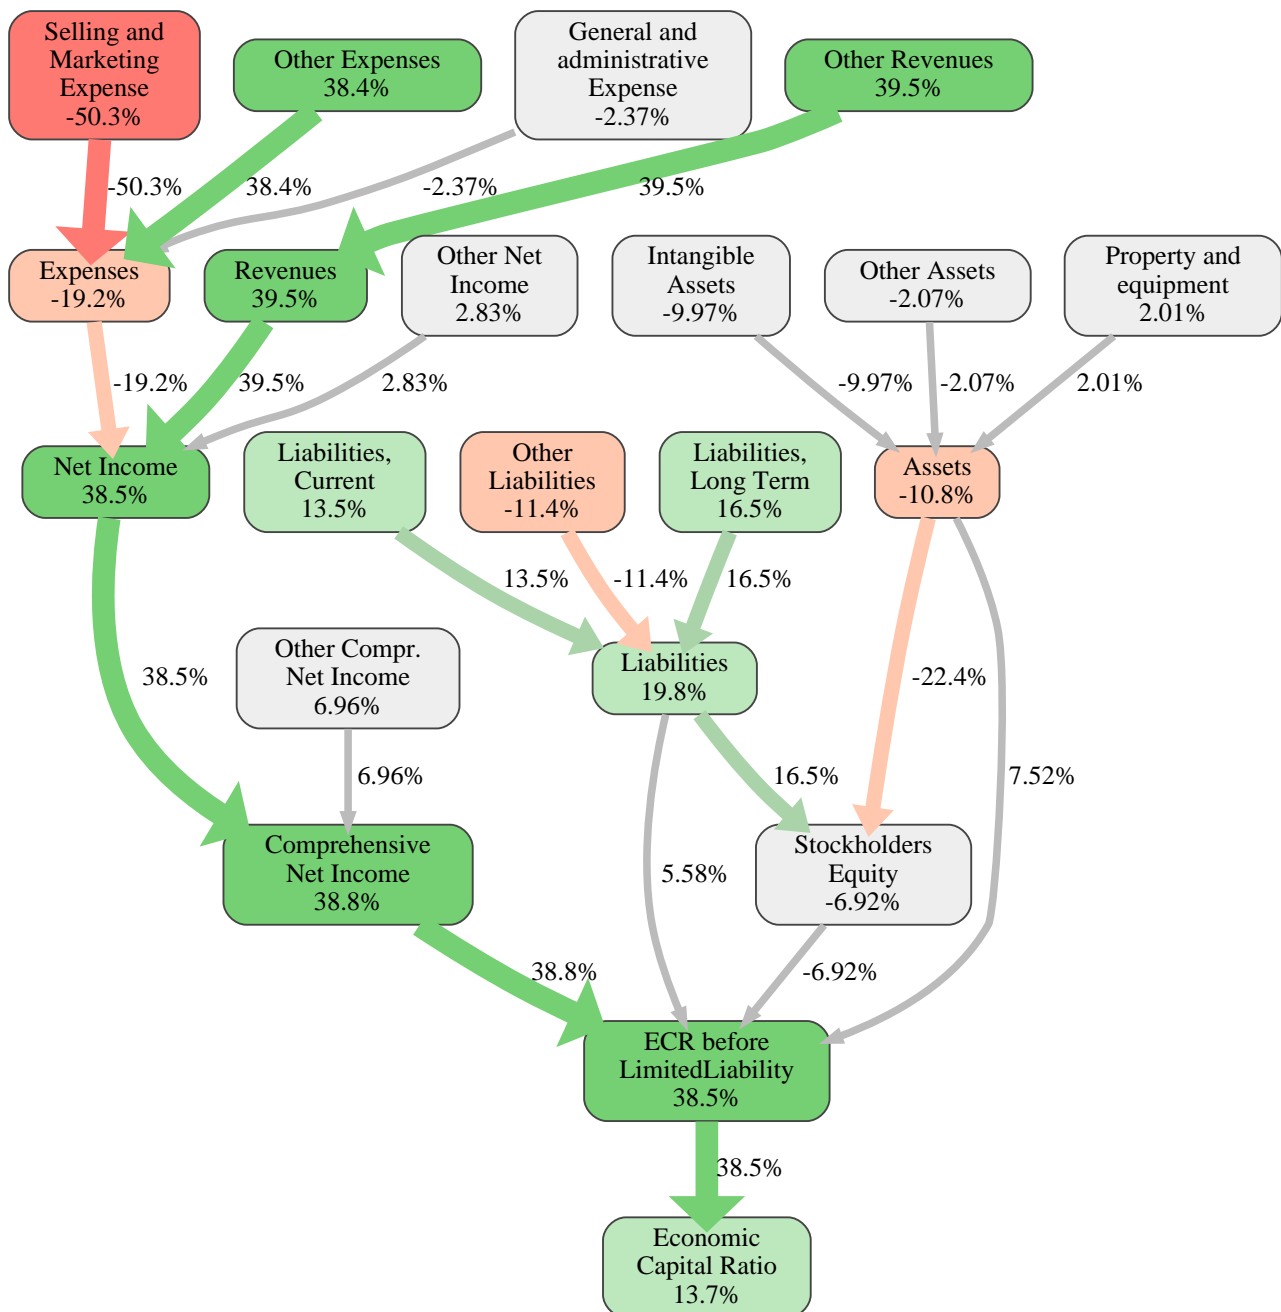 Selling and
Marketing
Expense
-50.3%
Other Expenses
38.4%
General and
administrative
Expense
-2.37%
Other Revenues
39.5%
-50.3%
38.4%
-2.37%
39.5%
Expenses
-19.2%
Revenues
39.5%
Other Net
Income
2.83%
Intangible
Assets
-9.97%
Other Assets
-2.07%
Property and
equipment
2.01%
-19.2%
39.5%
2.83%
-9.97%
-2.07%
2.01%
Net Income
38.5%
Liabilities,
Current
13.5%
Other
Liabilities
-11.4%
Liabilities,
Long Term
16.5%
Assets
-10.8%
13.5%
-11.4%
16.5%
38.5%
Other Compr.
Net Income
6.96%
Liabilities
19.8%
-22.4%
6.96%
16.5%
7.52%
Comprehensive
Net Income
38.8%
5.58%
Stockholders
Equity
-6.92%
38.8%
-6.92%
ECR before
LimitedLiability
38.5%
38.5%
Economic
Capital Ratio
13.7%